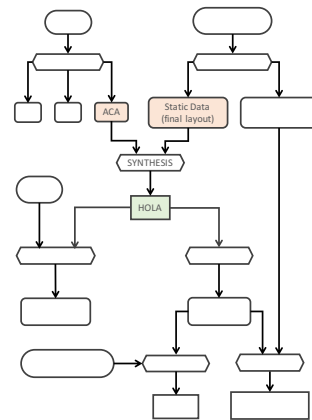 ACA
Static Data
(final layout)
SYNTHESIS
HOLA